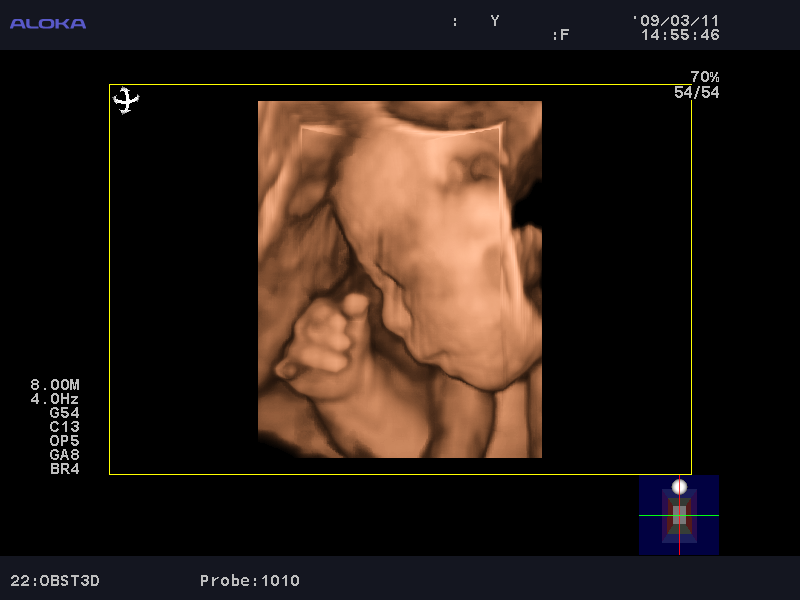 ALOKA
: Y
'09/03/11
:F
14:55:46
70%
54/54
8.00M
4.0Hz
G54
C13
OP5
GA8
BR4
22:OBST3D
Probe:1010